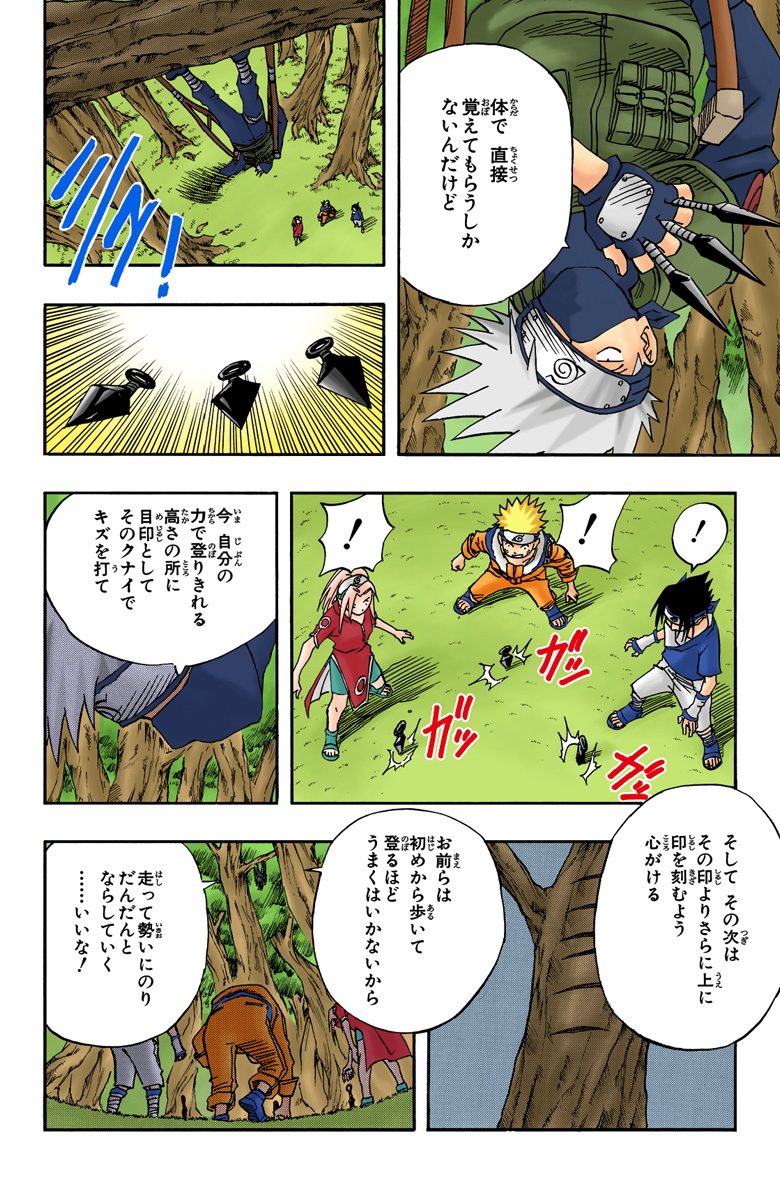 体で 直接
覚えてもらうしか
ないんだけど
!
!
!
ガッ
ガッ
ガッ
今 自分の
力で登りきれる
高さの所に
目印として
そのクナイで
キズを打て
そして その次は
その印よりさらに上に
印を刻むよう
心がける
お前らは
初めから歩いて
登るほど
うまくはいかないから
走って勢いにのり
だんだんと
ならしていく
……いいな!